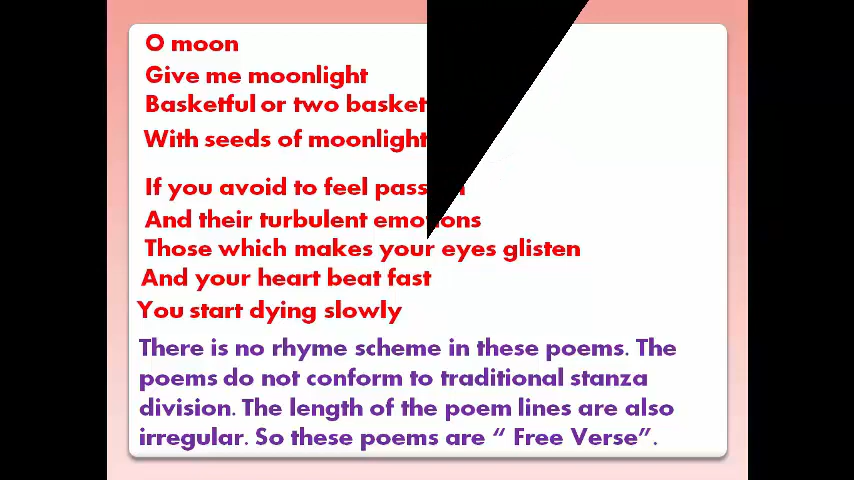 O moon
Give me moonlight
Basketful or two basket
With seeds of moonlight
If you avoid to feel
And their turbulent emotions
Those which makes your eyes glisten
And your heart beat fast
You start dying slowly
There is no rhyme scheme in these poems. The
poems do not conform to traditional stanza
division. The length of the poem lines are also
irregular. So these poems are “ Free Verse”.